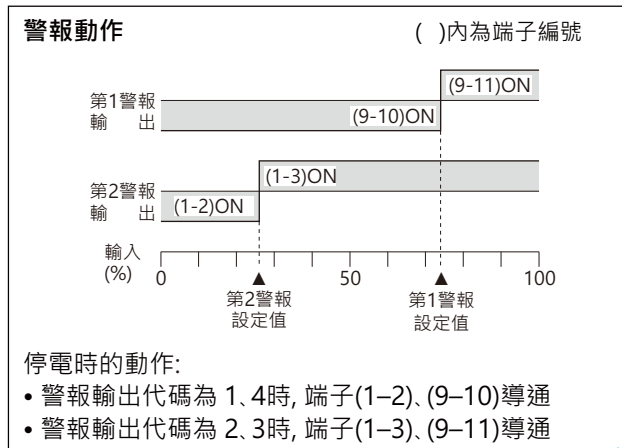 警報動作
( )內為端子編號
第1警報
輸 出
(9-10)ON
(9-11)ON
第2警報
輸 出
(1-2)ON
(1-3)ON
輸入
(%)
0
50
100
第2警報
設定值
第1警報
設定值
停電時的動作:
• 警報輸出代碼為 1、4時, 端子(1–2)、(9–10)導通
• 警報輸出代碼為 2、3時, 端子(1–3)、(9–11)導通